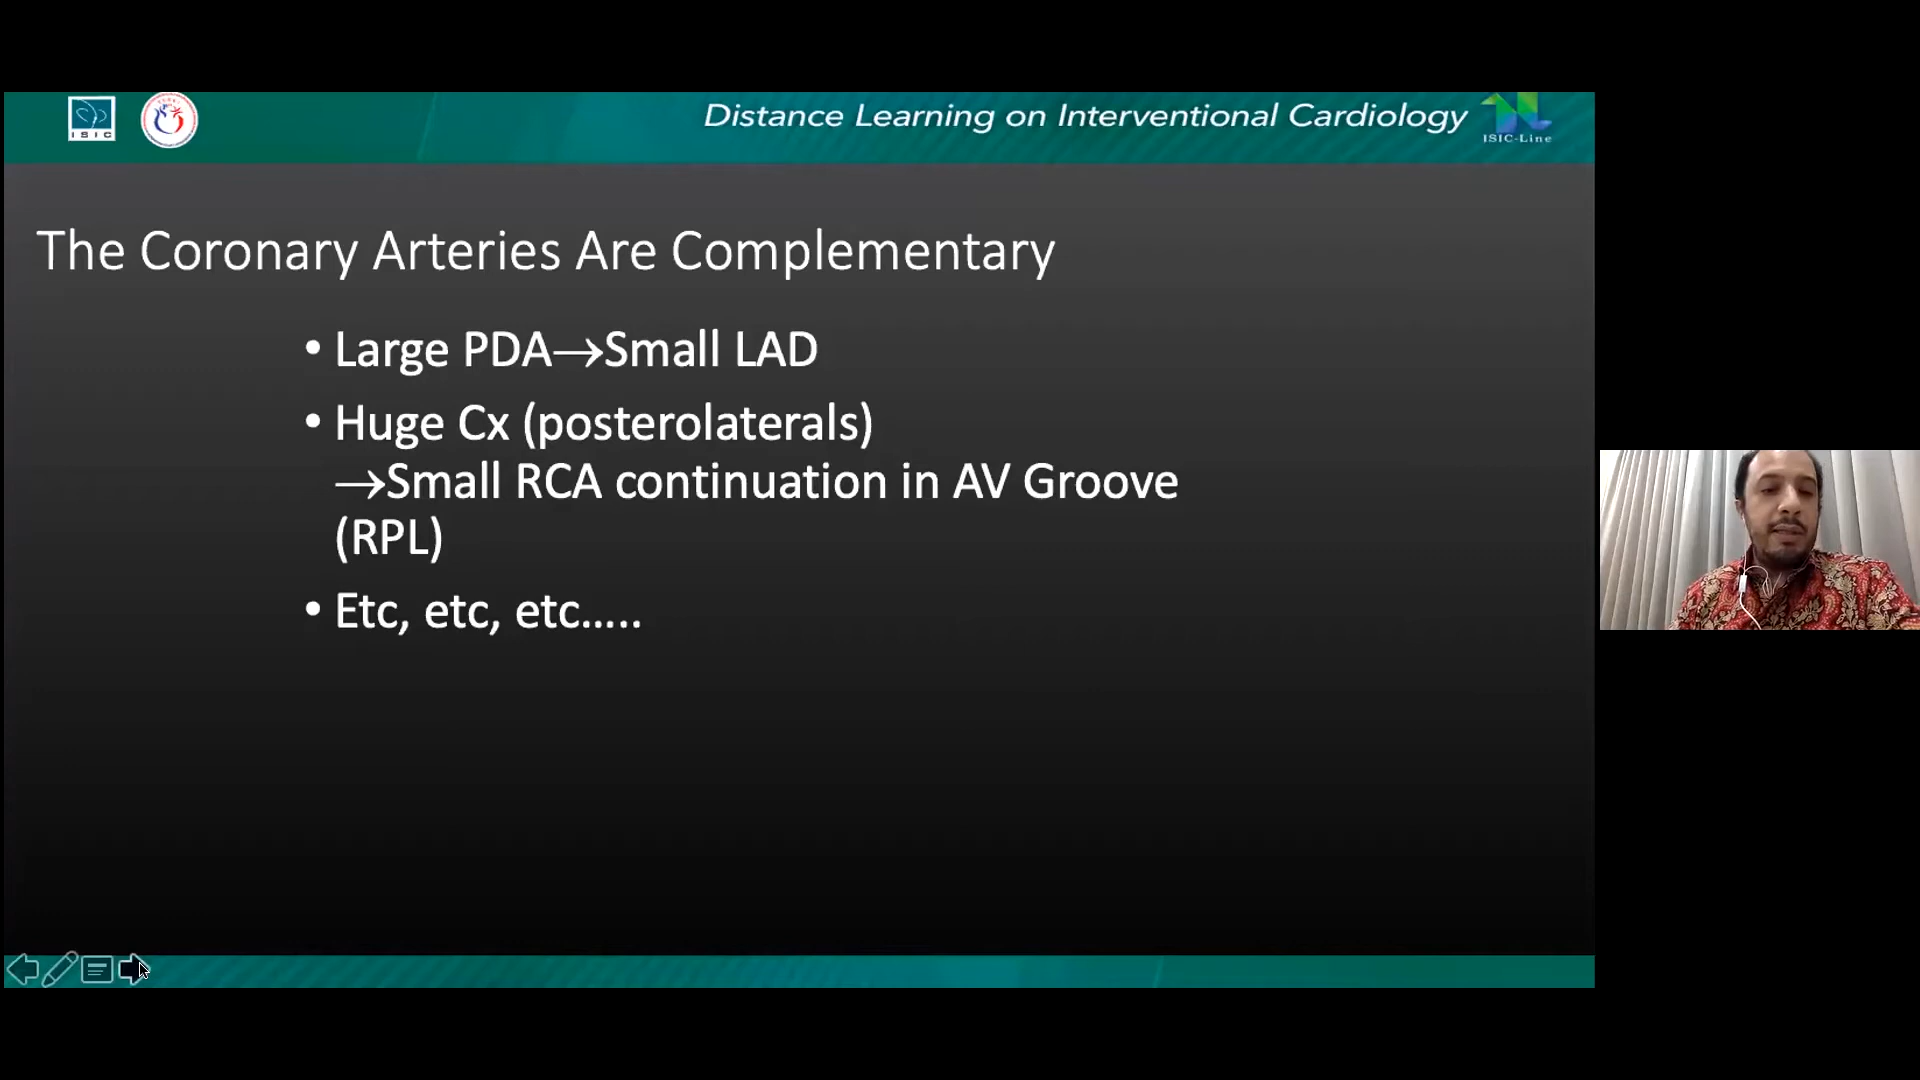 ISIC
Distance Learning on Interventional Cardiology
ISIC-Line
The Coronary Arteries Are Complementary
• Large PDA→Small LAD
• Huge Cx (posterolaterals)
→Small RCA continuation in AV Groove
(RPL)
• Etc, etc, etc…..